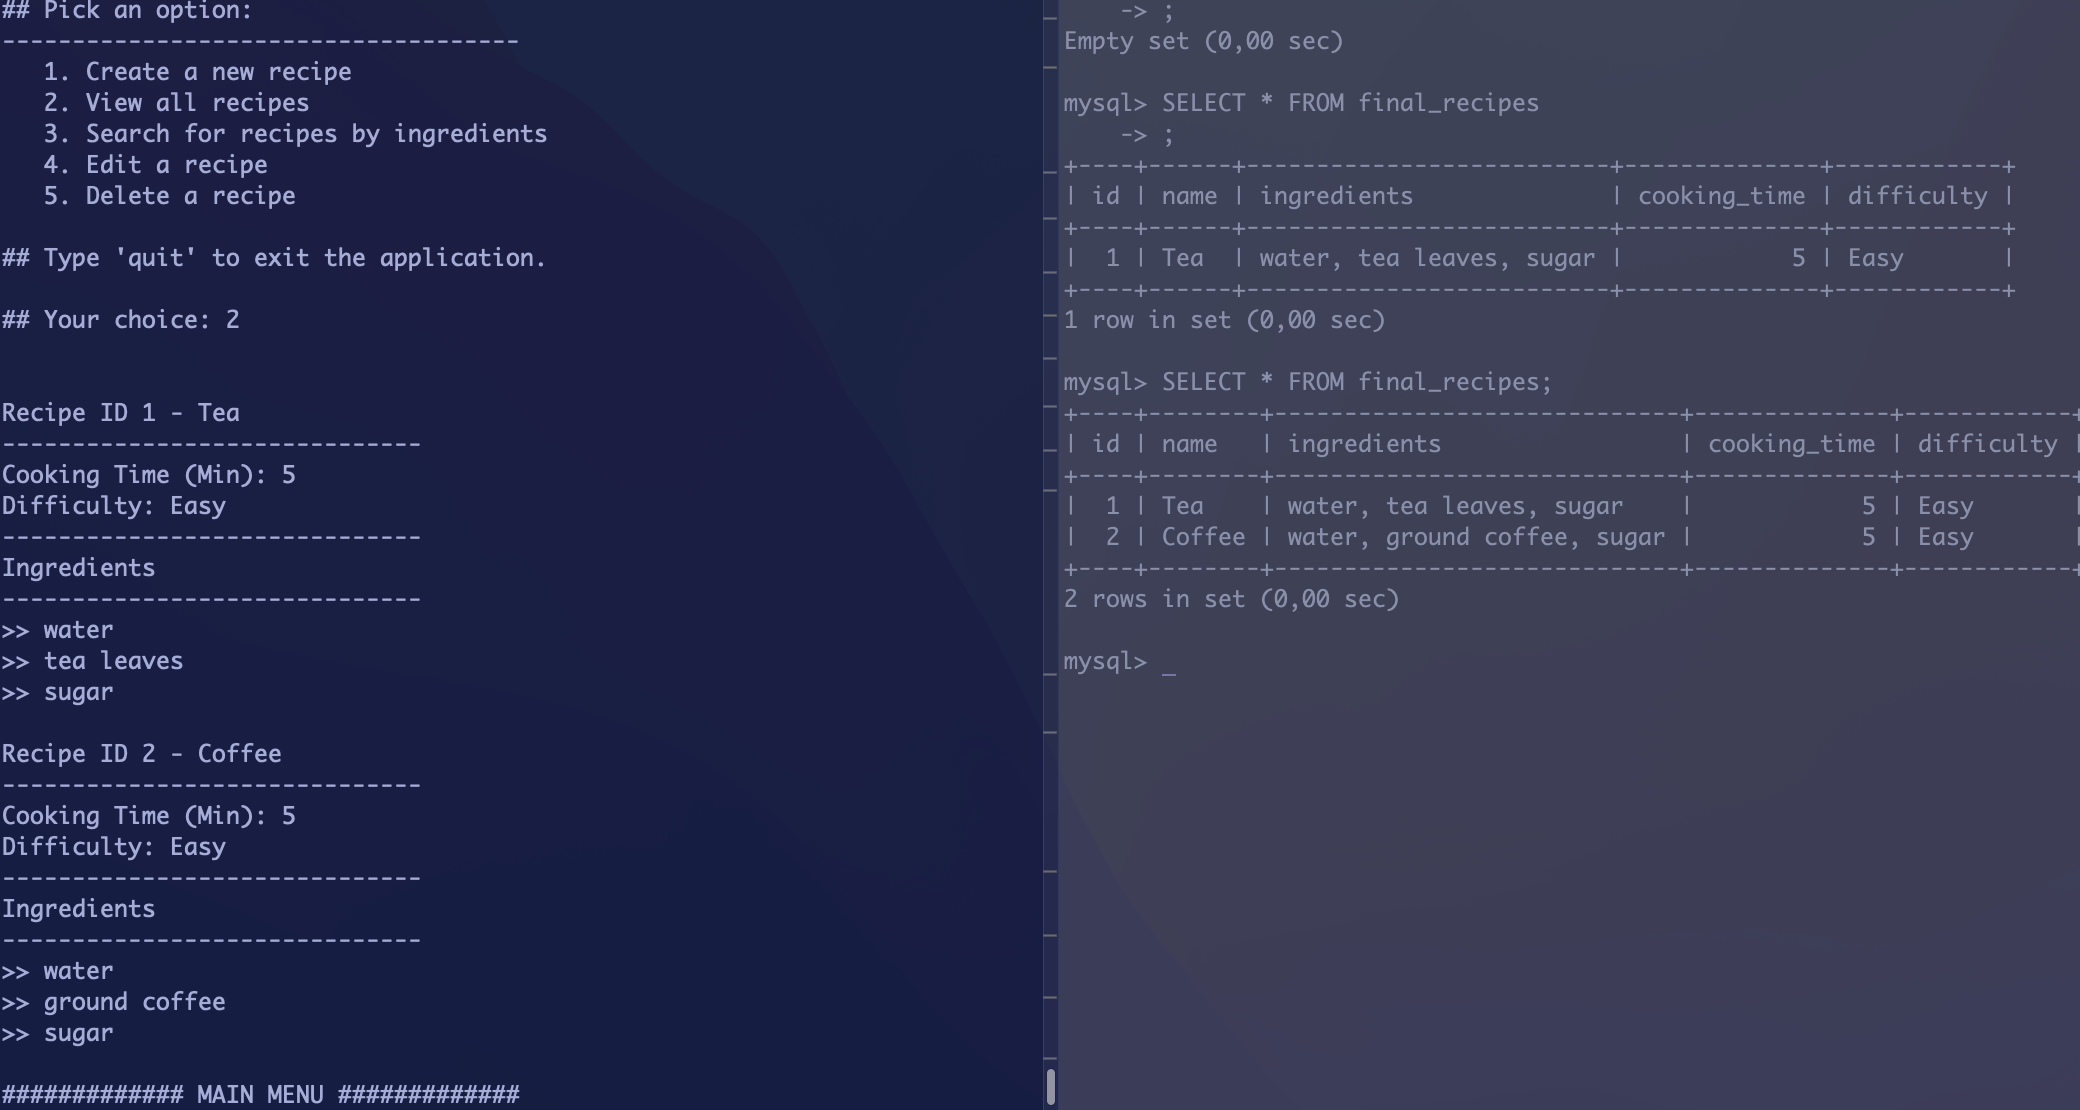 ## Pick an option:
-------------------------------------
   1. Create a new recipe
   2. View all recipes
   3. Search for recipes by ingredients
   4. Edit a recipe
   5. Delete a recipe
## Type 'quit' to exit the application.
## Your choice: 2
Recipe ID 1 - Tea
------------------------------
Cooking Time (Min): 5
Difficulty: Easy
------------------------------
Ingredients
------------------------------
>> water
>> tea leaves
>> sugar
Recipe ID 2 - Coffee
------------------------------
Cooking Time (Min): 5
Difficulty: Easy
------------------------------
Ingredients
------------------------------
>> water
>> ground coffee
>> sugar
############# MAIN MENU #############
    -> ;
Empty set (0,00 sec)
mysql> SELECT * FROM final_recipes
    -> ;
+----+------+--------------------------+--------------+------------+
| id | name | ingredients              | cooking_time | difficulty |
+----+------+--------------------------+--------------+------------+
|  1 | Tea  | water, tea leaves, sugar |            5 | Easy       |
+----+------+--------------------------+--------------+------------+
1 row in set (0,00 sec)
mysql> SELECT * FROM final_recipes;
+----+--------+-----------------------------+--------------+------------+
| id | name   | ingredients                 | cooking_time | difficulty |
+----+--------+-----------------------------+--------------+------------+
|  1 | Tea    | water, tea leaves, sugar    |            5 | Easy       |
|  2 | Coffee | water, ground coffee, sugar |            5 | Easy       |
+----+--------+-----------------------------+--------------+------------+
2 rows in set (0,00 sec)
mysql> _